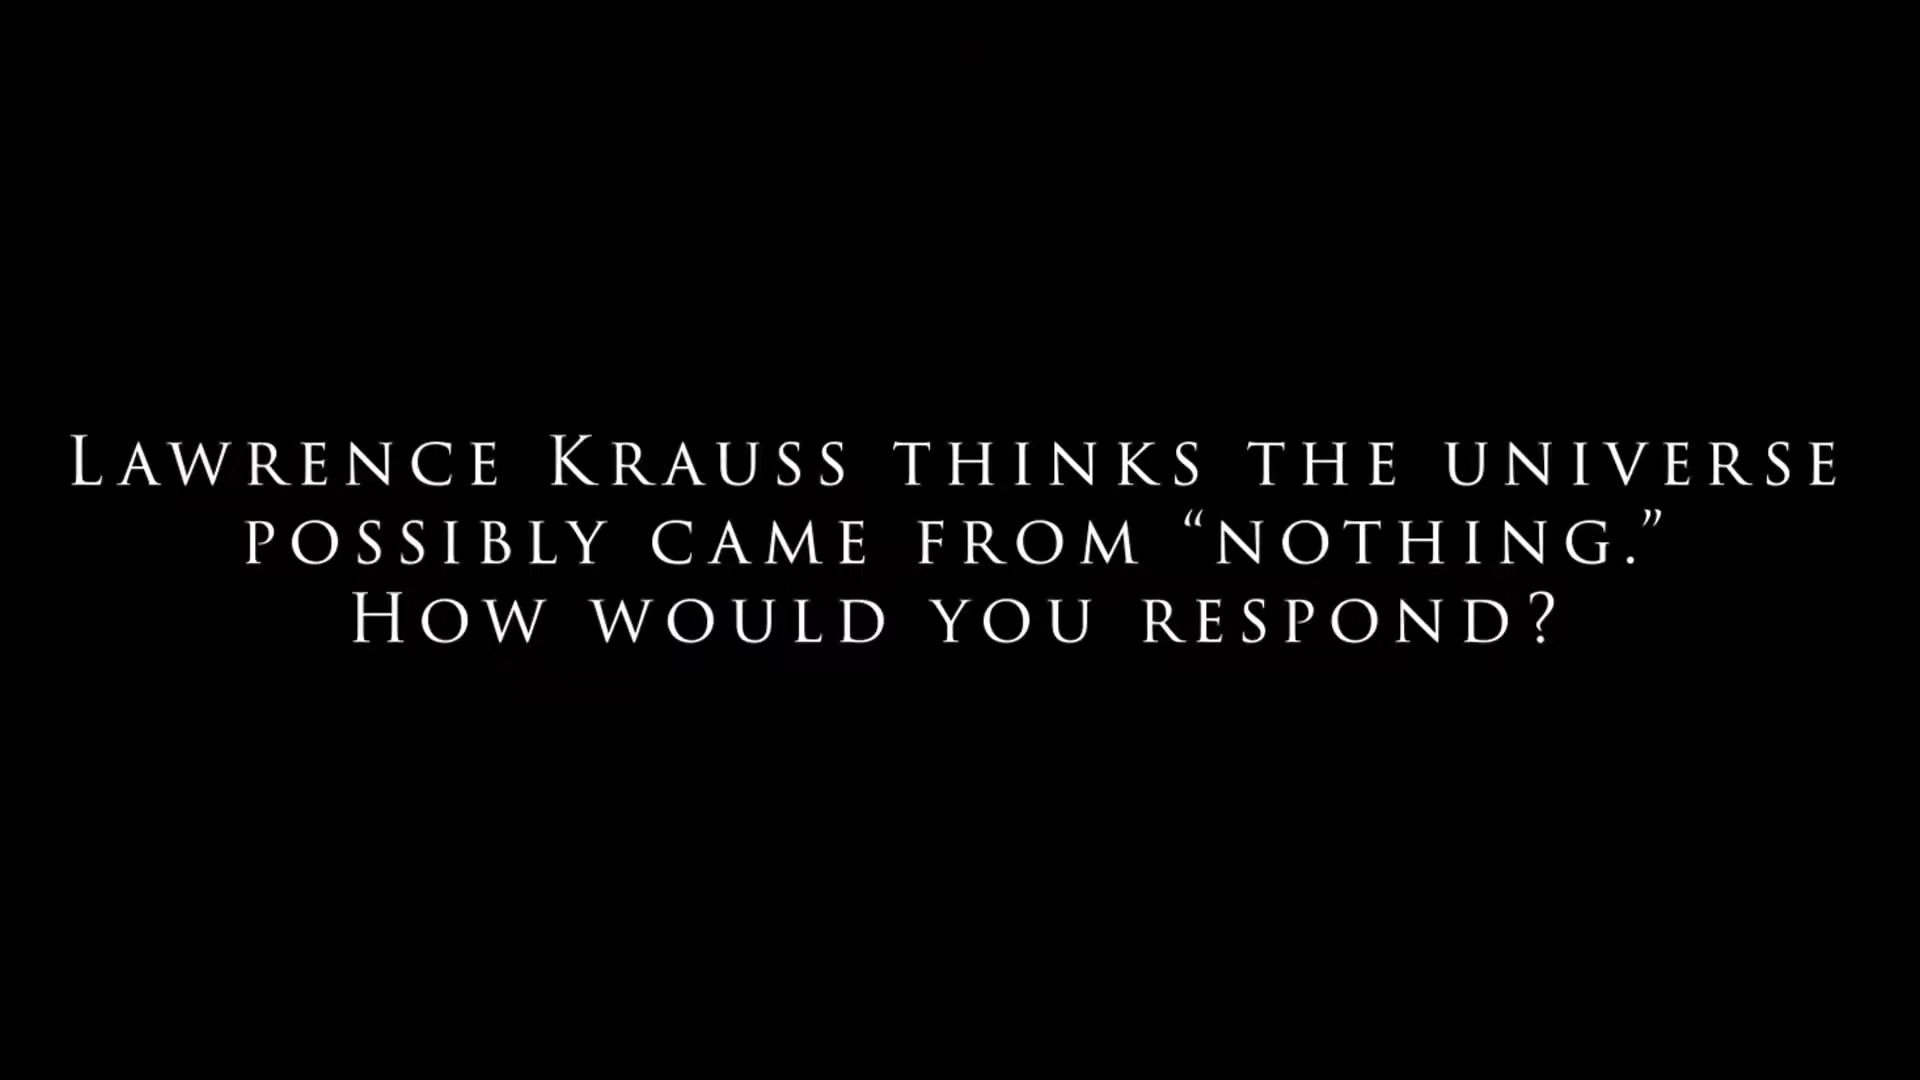 Lawrence Krauss thinks the universe
possibly came from “nothing.”
How would you respond?